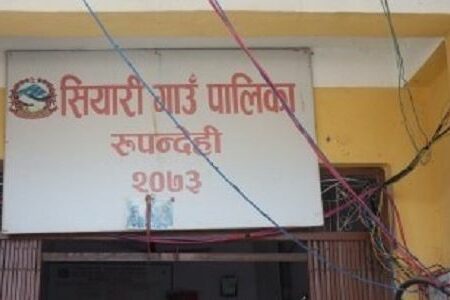 सियारी गाउँ पालिका
रुपन्देही
२०७३